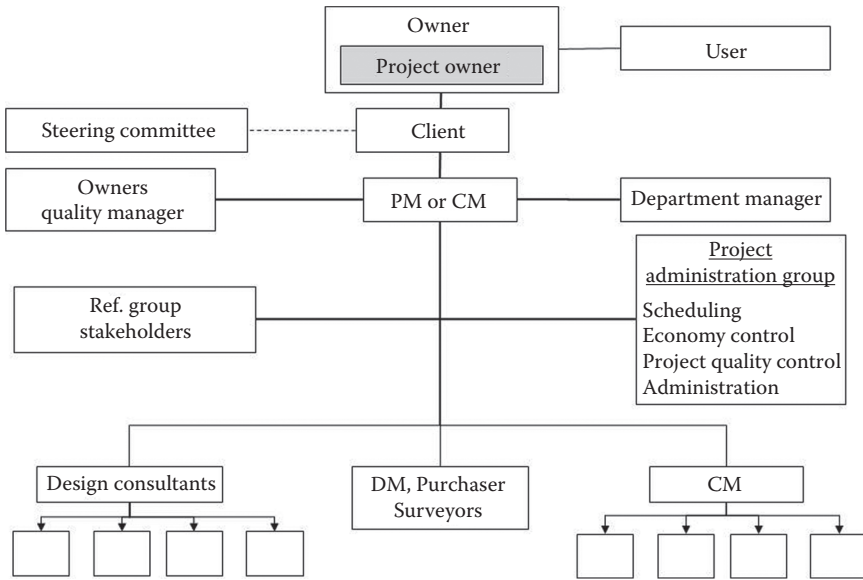 Owner
Project owner
User
Steering committee
Client
Owners
quality manager
PM or CM
Department manager
Project
administration group
Scheduling
Economy control
Project quality control
Administration
Ref. group
stakeholders
Design consultants
DM, Purchaser
Surveyors
CM